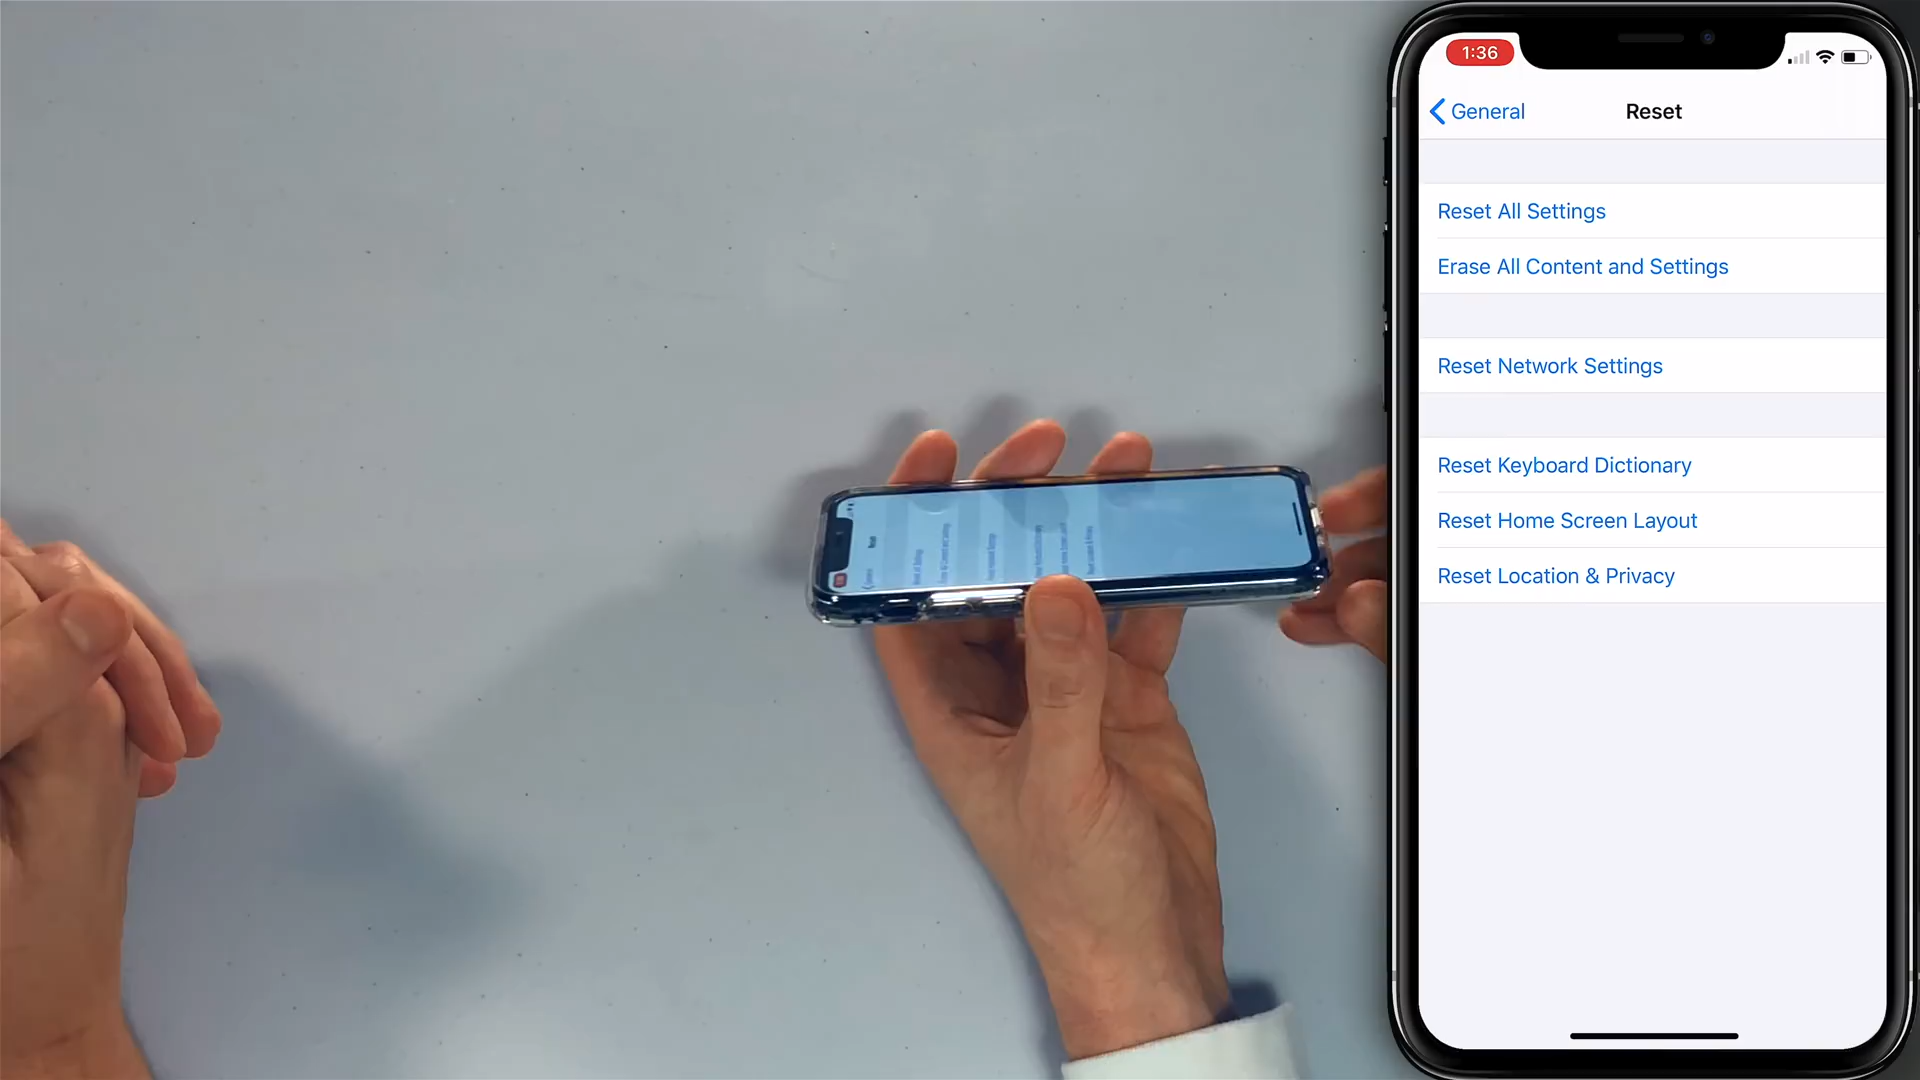 1:36
General
Reset
Reset All Settings
Erase All Content and Settings
Reset Network Settings
Reset Keyboard Dictionary
Reset Home Screen Layout
Reset Location & Privacy